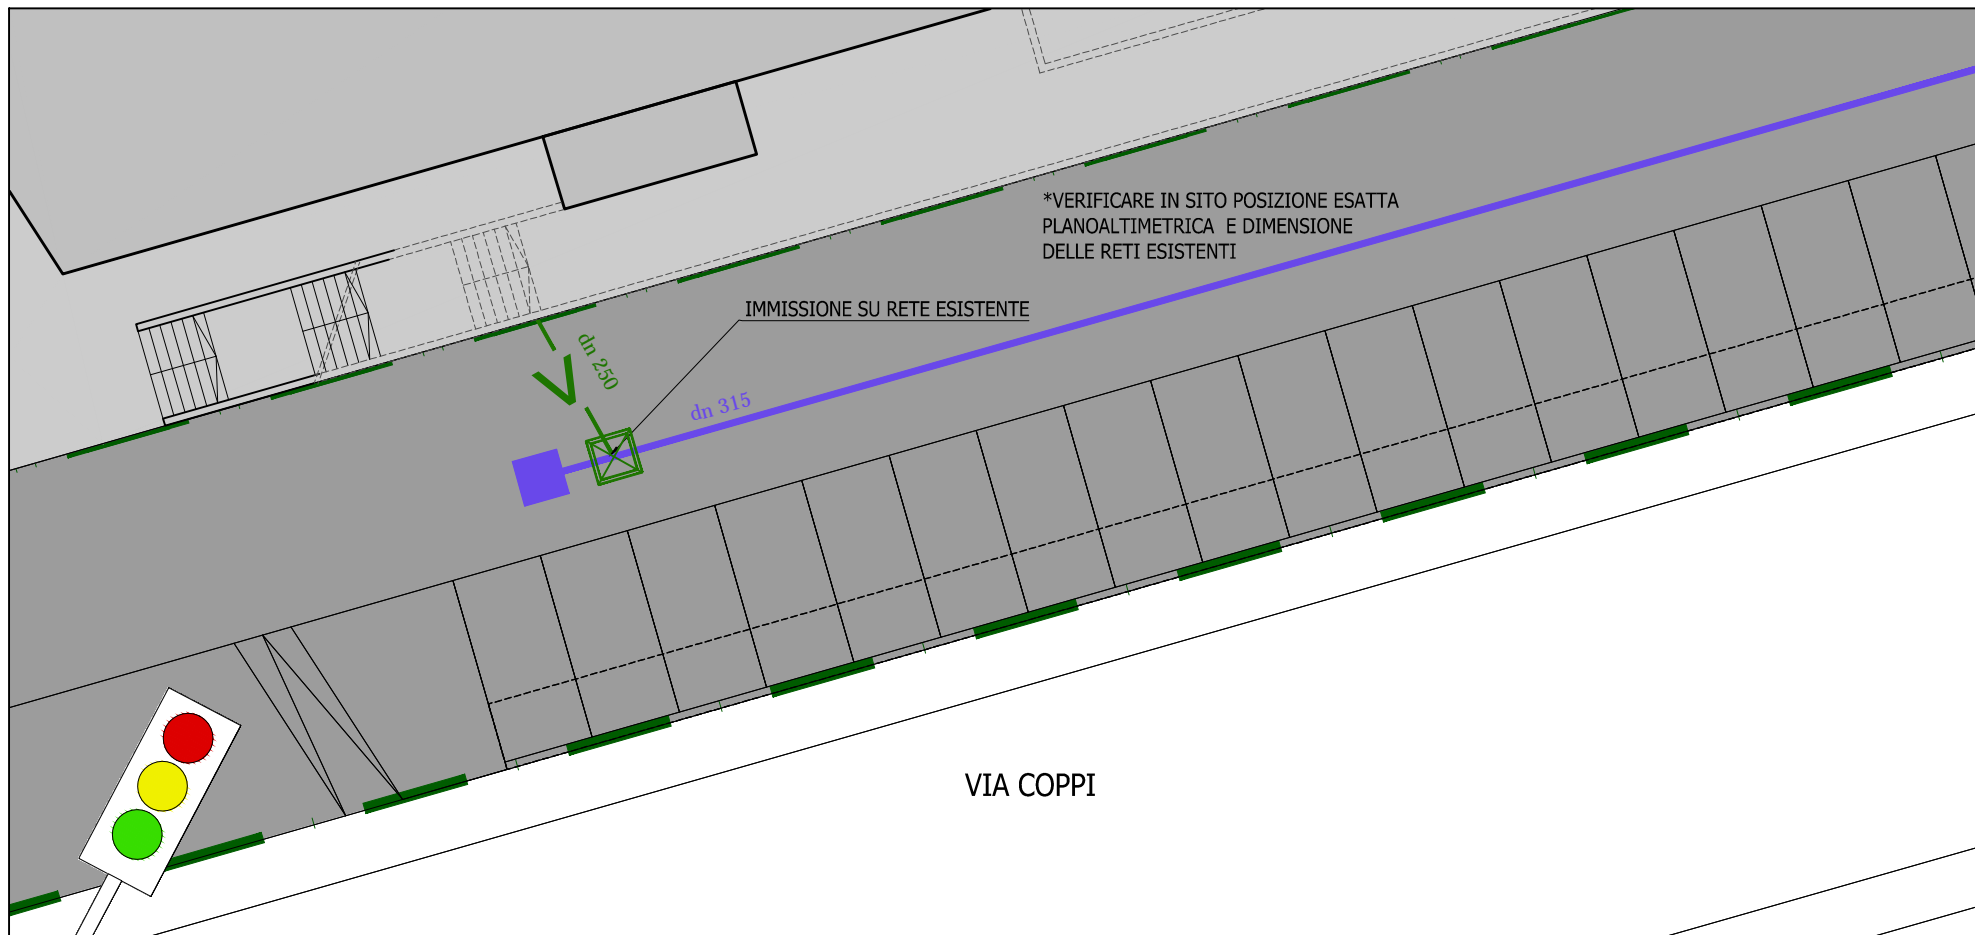 *VERIFICARE IN SITO POSIZIONE ESATTA
PLANOALTIMETRICA  E DIMENSIONE
DELLE RETI ESISTENTI
IMMISSIONE SU RETE ESISTENTE
dn 250
dn 315
VIA COPPI